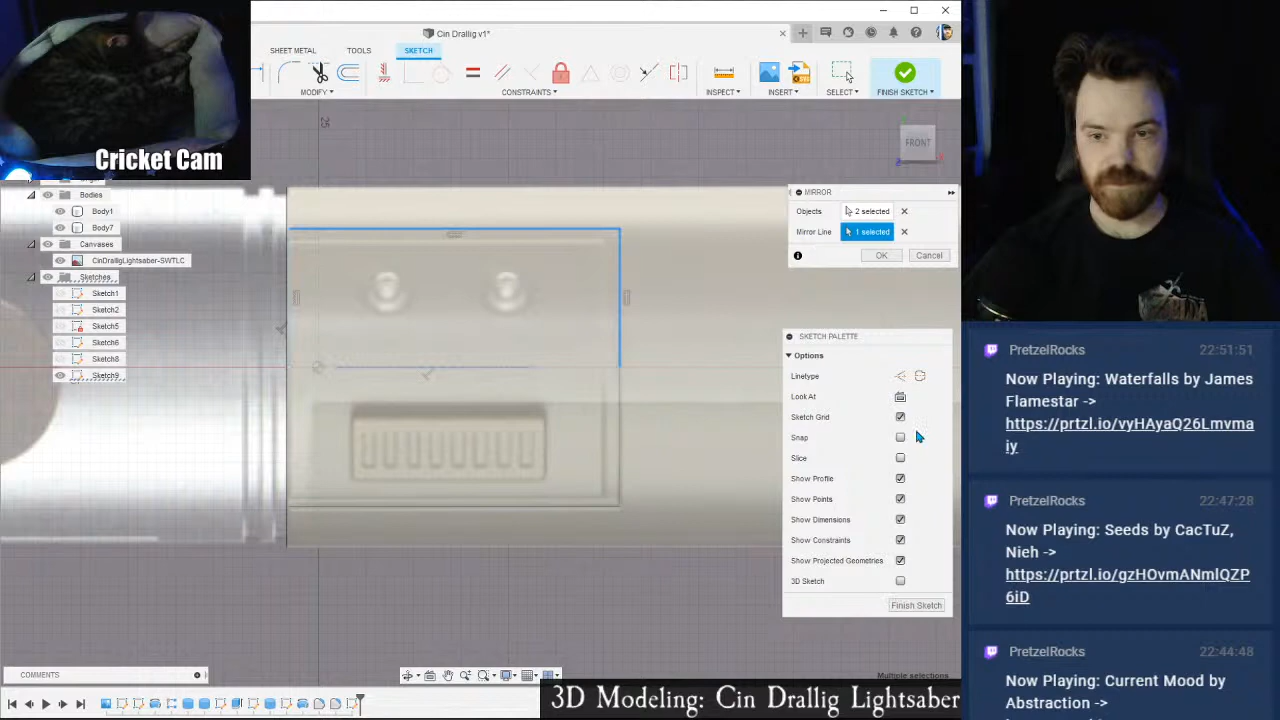 Cin Drallig v1*
SHEET METAL
TOOLS
SKETCH
MODIFY
CONSTRAINTS
INSPECT
INSERT
SELECT
FINISH SKETCH
Cricket Cam
25
FRONT
Bodies
Body1
Body7
Canvases
CinDralligLightsaber-SWTLC
Sketches
Sketch1
Sketch2
Sketch5
Sketch6
Sketch8
Sketch9
MIRROR
Objects 2 selected
Mirror Line 1 selected
OK Cancel
SKETCH PALETTE
Options
Linetype
Look At
Sketch Grid
Snap
Slice
Show Profile
Show Points
Show Dimensions
Show Constraints
Show Projected Geometries
3D Sketch
Finish Sketch
COMMENTS
Multiple selections
3D Modeling: Cin Drallig Lightsaber
PretzelRocks 22:51:51
Now Playing: Waterfalls by James
Flamestar ->
https://prtzl.io/vyHAyaQ26Lmvma
iy
PretzelRocks 22:47:28
Now Playing: Seeds by CacTuZ,
Nieh ->
https://prtzl.io/gzHOvmANmlQZP
6iD
PretzelRocks 22:44:48
Now Playing: Current Mood by
Abstraction ->